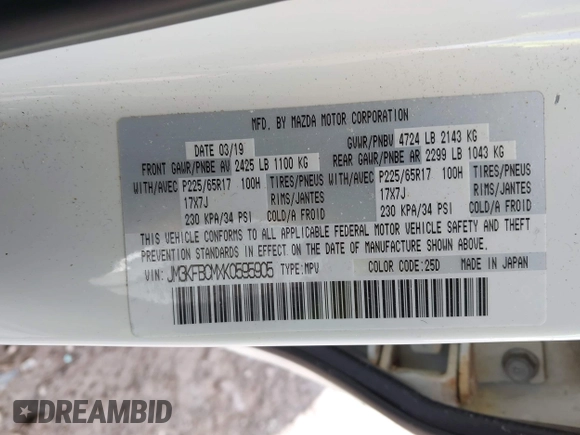 MFD. BY MAZDA MOTOR CORPORATION
DATE 03/19 GVWR/PNBV 4724 LB 2143 KG
FRONT GAWR/PNBE AV 2425 LB 1100 KG REAR GAWR/PNBE AR 2299 LB 1043 KG
WITH/AVEC P225/65R17 100H TIRES/PNEUS WITH/AVEC P225/65R17 100H TIRES/PNEUS
17X7J RIMS/JANTES 17X7J RIMS/JANTES
230 KPA/34 PSI COLD/A FROID 230 KPA/34 PSI COLD/A FROID
THIS VEHICLE CONFORMS TO ALL APPLICABLE FEDERAL MOTOR VEHICLE SAFETY AND THEFT
PREVENTION STANDARDS IN EFFECT ON THE DATE OF MANUFACTURE SHOWN ABOVE.
VIN: JM3KFBCMXK0595905 TYPE:MPV COLOR CODE:25D MADE IN JAPAN
DREAMBID